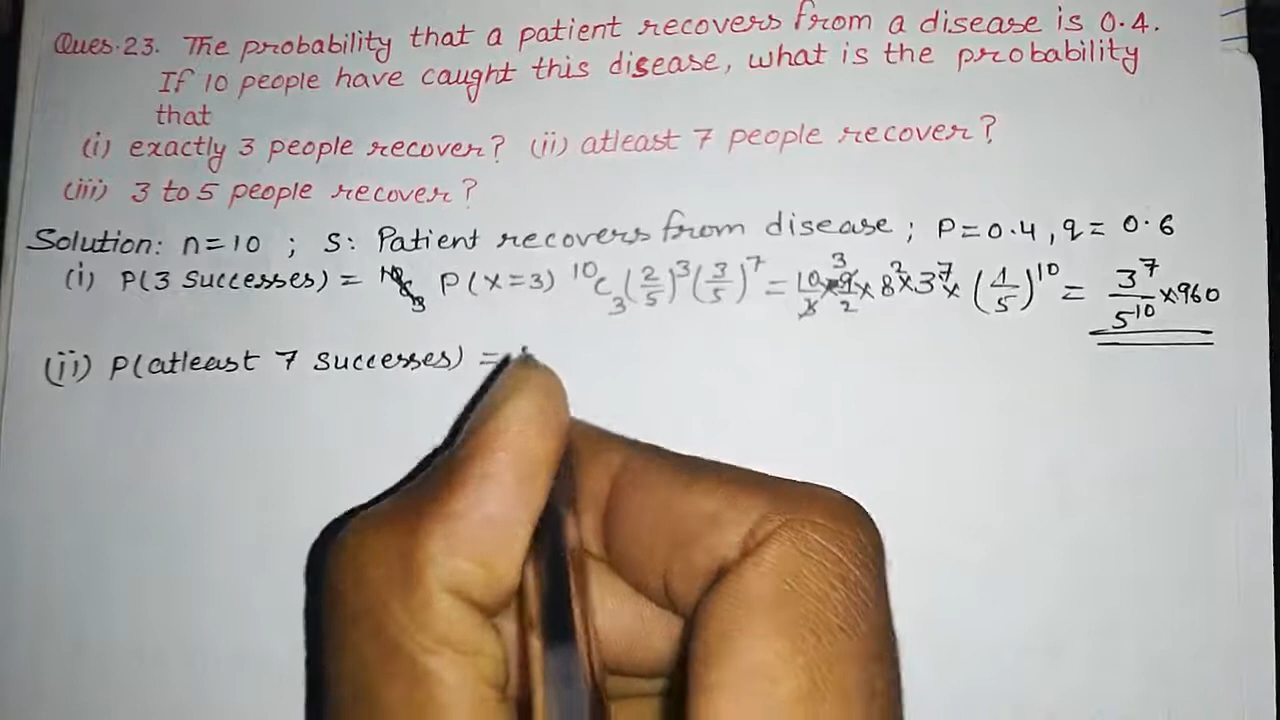 Ques.23. The probability that a patient recovers from a disease is 0.4.
If 10 people have caught this disease, what is the probability
that
(i) exactly 3 people recover? (ii) atleast 7 people recover?
(iii) 3 to 5 people recover?
Solution: n=10 ; S: Patient recovers from disease ; P=0.4, q= 0.6
(i) P(3 Successes) = P(x=3) ¹⁰C₃(2/5)³(3/5)⁷ = 10×9/3×2 × 8 × 3⁷ × (1/5)¹⁰ = 3⁷/5¹⁰ ×960
(ii) P(atleast 7 Successes) =